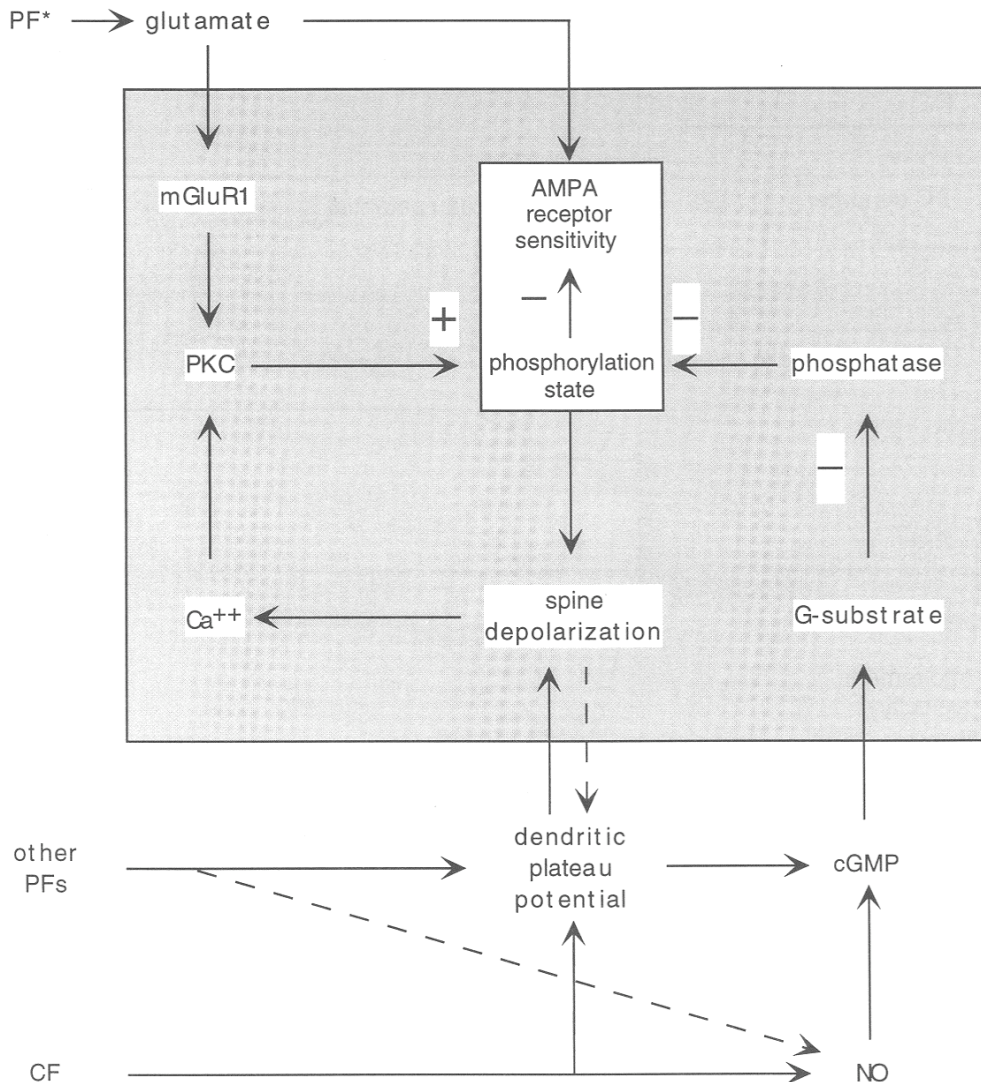 PF*
glutamate
mGluR1
AMPA
receptor
sensitivity
−
+
−
PKC
phosphorylation
state
phosphatase
−
Ca++
spine
depolarization
G-substrate
other
PFs
dendritic
plateau
potential
cGMP
CF
NO